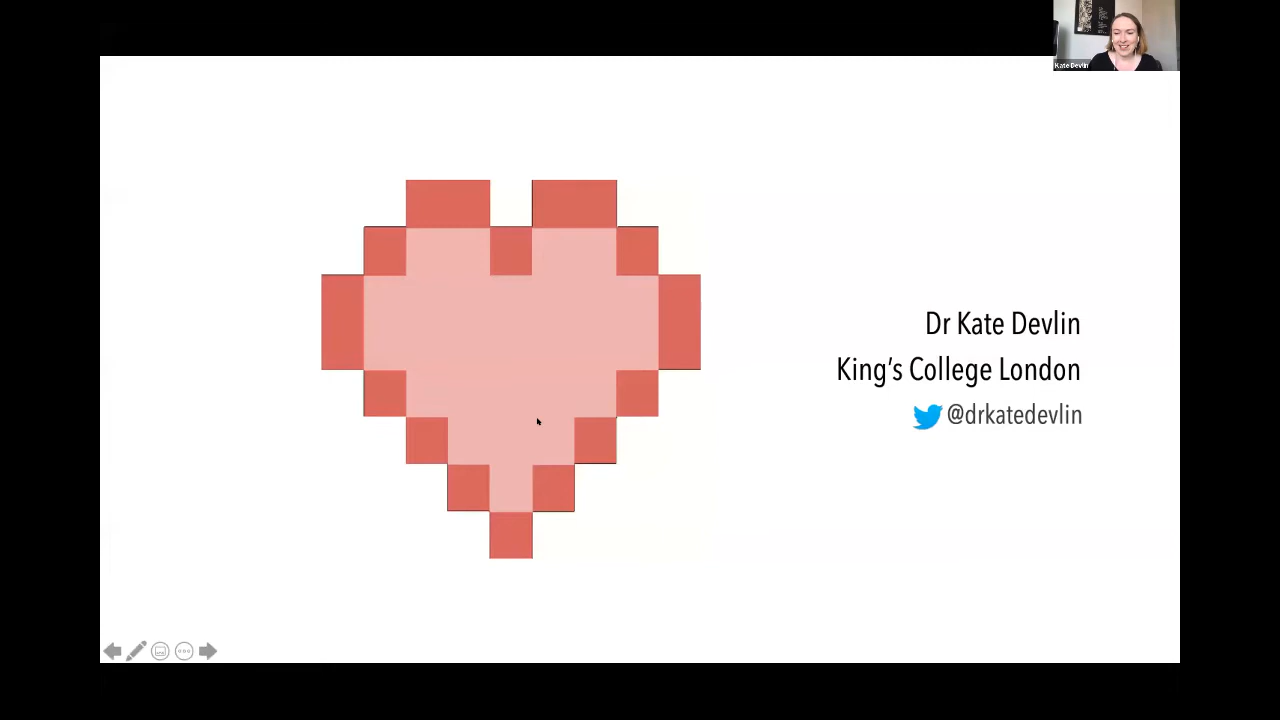 Kate Devlin
Dr Kate Devlin
King's College London
@drkatedevlin